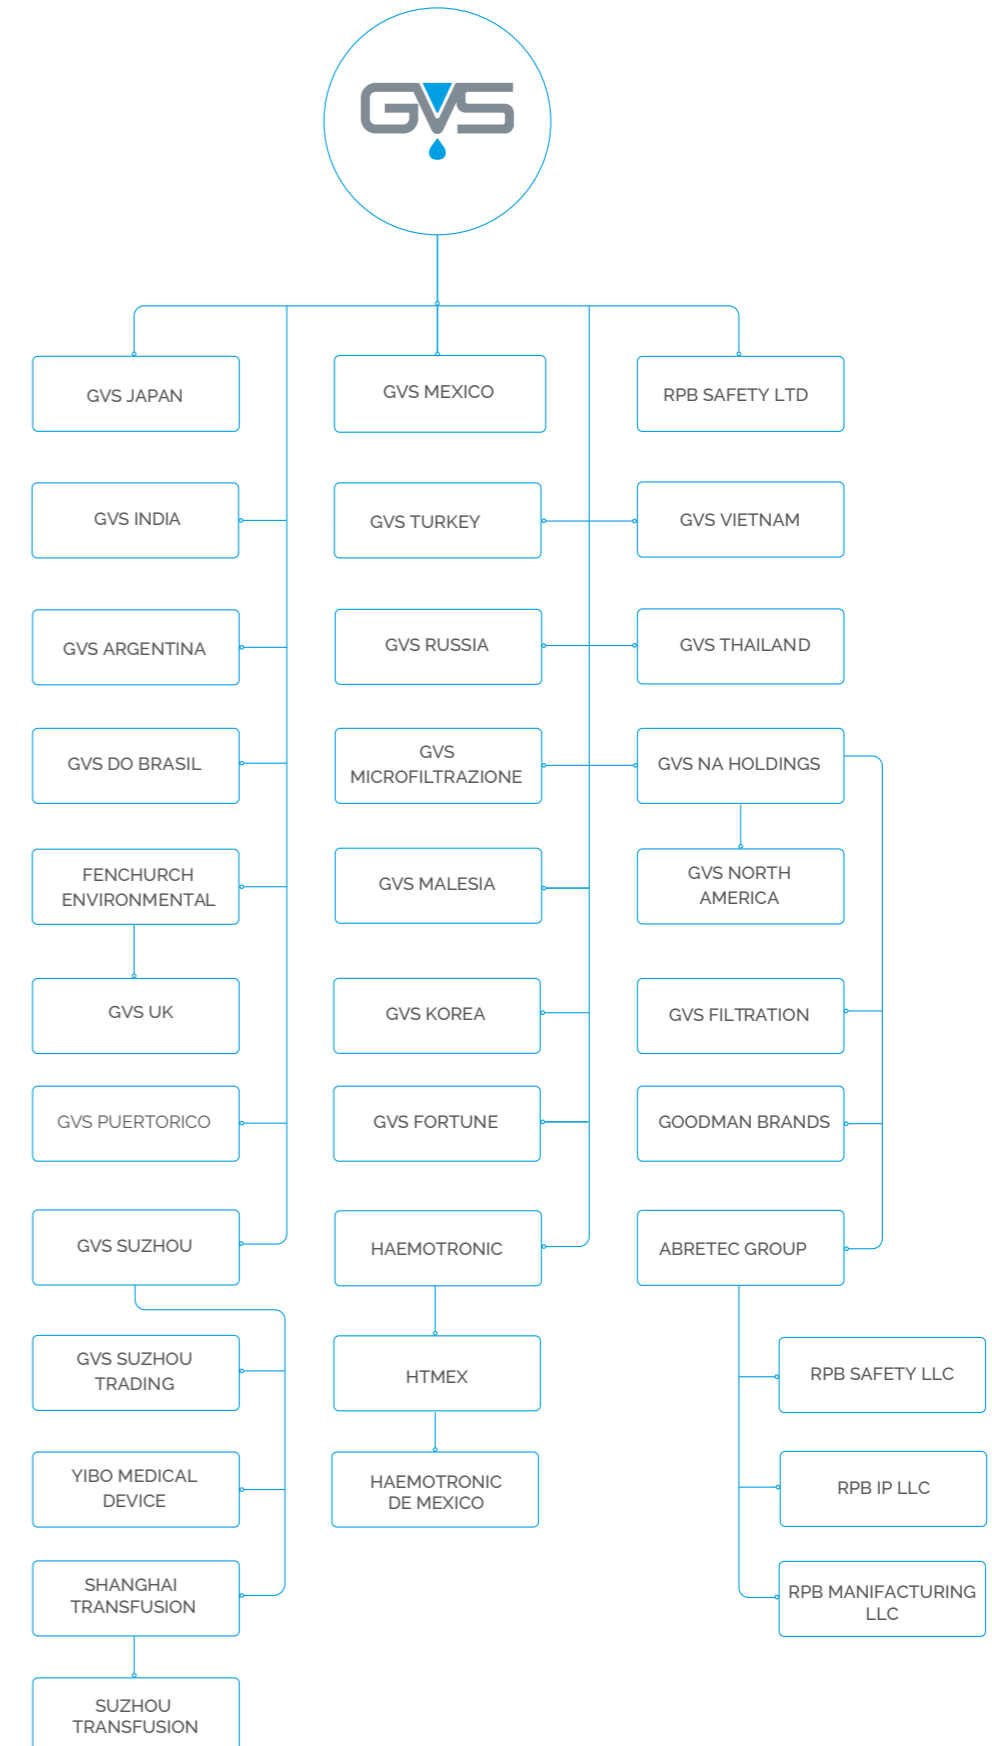 GVS
GVS JAPAN
GVS MEXICO
RPB SAFETY LTD
GVS INDIA
GVS TURKEY
GVS VIETNAM
GVS ARGENTINA
GVS RUSSIA
GVS THAILAND
GVS DO BRASIL
GVS
MICROFILTRAZIONE
GVS NA HOLDINGS
FENCHURCH
ENVIRONMENTAL
GVS MALESIA
GVS NORTH
AMERICA
GVS UK
GVS KOREA
GVS FILTRATION
GVS PUERTORICO
GVS FORTUNE
GOODMAN BRANDS
GVS SUZHOU
HAEMOTRONIC
ABRETEC GROUP
GVS SUZHOU
TRADING
HTMEX
RPB SAFETY LLC
YIBO MEDICAL
DEVICE
HAEMOTRONIC
DE MEXICO
RPB IP LLC
SHANGHAI
TRANSFUSION
RPB MANIFACTURING
LLC
SUZHOU
TRANSFUSION